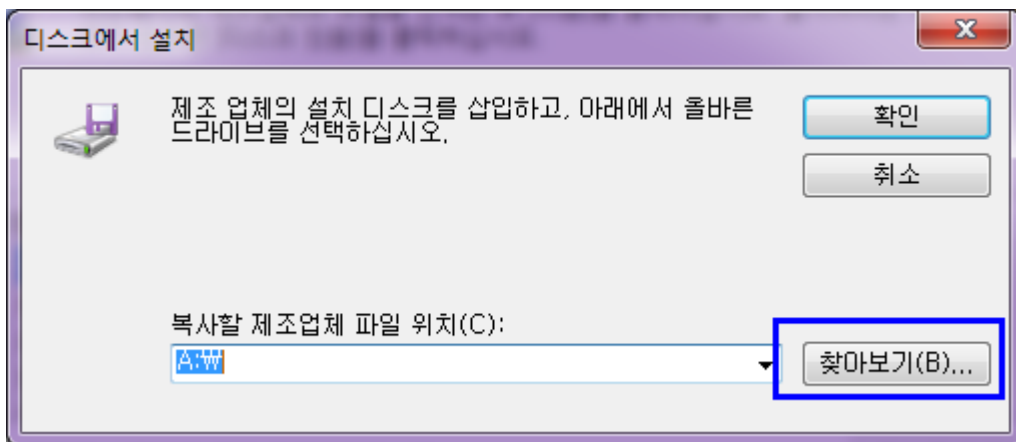 디스크에서 설치
제조 업체의 설치 디스크를 삽입하고, 아래에서 올바른
드라이브를 선택하십시오.
확인
취소
복사할 제조업체 파일 위치(C):
A:₩
찾아보기(B)...